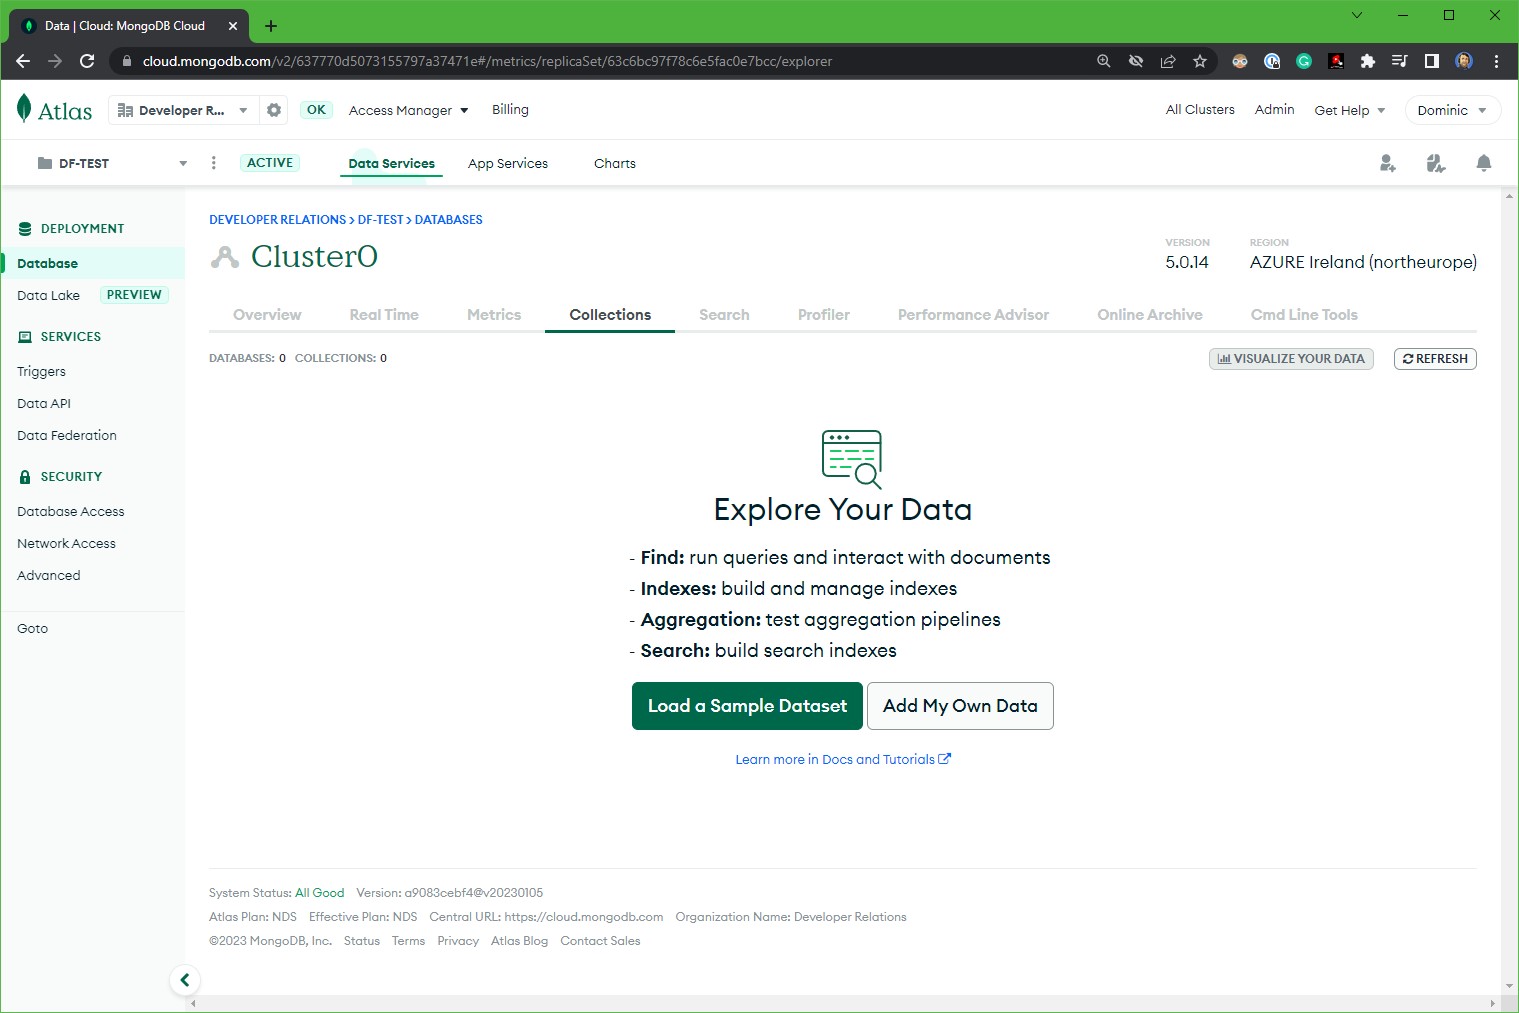 Data | Cloud: MongoDB Cloud
cloud.mongodb.com/v2/637770d5073155797a37471e#/metrics/replicaSet/63c6bc97f78c6e5fac0e7bcc/explorer
Atlas Developer R... OK Access Manager Billing All Clusters Admin Get Help Dominic
DF-TEST ACTIVE Data Services App Services Charts
DEPLOYMENT
Database
Data Lake PREVIEW
SERVICES
Triggers
Data API
Data Federation
SECURITY
Database Access
Network Access
Advanced
Goto
DEVELOPER RELATIONS > DF-TEST > DATABASES
Cluster0
VERSION
5.0.14
REGION
AZURE Ireland (northeurope)
Overview Real Time Metrics Collections Search Profiler Performance Advisor Online Archive Cmd Line Tools
DATABASES: 0 COLLECTIONS: 0
VISUALIZE YOUR DATA REFRESH
Explore Your Data
- Find: run queries and interact with documents
- Indexes: build and manage indexes
- Aggregation: test aggregation pipelines
- Search: build search indexes
Load a Sample Dataset Add My Own Data
Learn more in Docs and Tutorials
System Status: All Good Version: a9083cebf4@v20230105
Atlas Plan: NDS Effective Plan: NDS Central URL: https://cloud.mongodb.com Organization Name: Developer Relations
©2023 MongoDB, Inc. Status Terms Privacy Atlas Blog Contact Sales